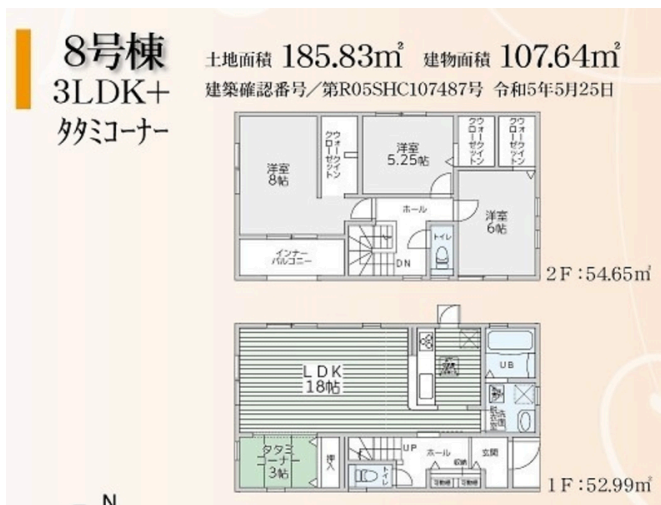 8号棟
3LDK+
タタミコーナー
土地面積 185.83㎡ 建物面積 107.64㎡
建築確認番号／第R05SHC107487号 令和5年5月25日
洋室
8帖
ウォークイン
クローゼット
洋室
5.25帖
ウォークイン
クローゼット
ウォークイン
クローゼット
ホール
洋室
6帖
トイレ
インナー
バルコニー
DN
2F:54.65㎡
LDK
18帖
UB
洗面
脱衣室
タタミ
コーナー
3帖
押入
UP
ホール
収納
玄関
トイレ
可動棚
可動棚
1F:52.99㎡
N